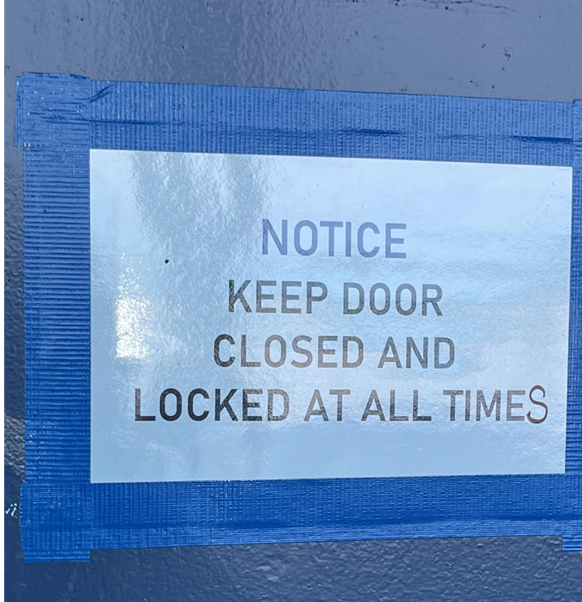 NOTICE
KEEP DOOR
CLOSED AND
LOCKED AT ALL TIMES